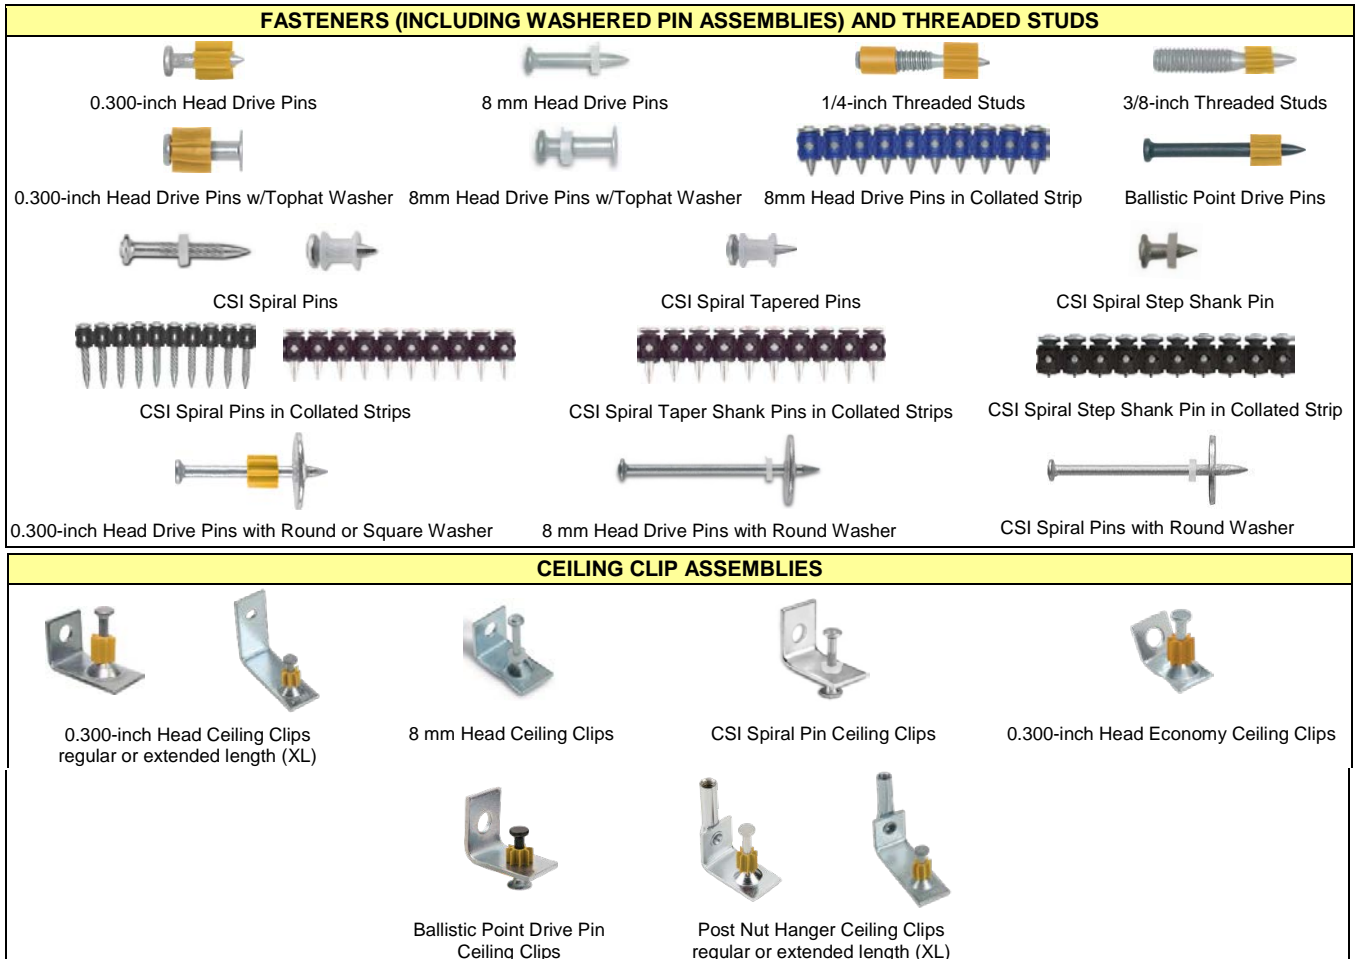 FASTENERS (INCLUDING WASHERED PIN ASSEMBLIES) AND THREADED STUDS
0.300-inch Head Drive Pins
8 mm Head Drive Pins
1/4-inch Threaded Studs
3/8-inch Threaded Studs
0.300-inch Head Drive Pins w/Tophat Washer
8mm Head Drive Pins w/Tophat Washer
8mm Head Drive Pins in Collated Strip
Ballistic Point Drive Pins
CSI Spiral Pins
CSI Spiral Tapered Pins
CSI Spiral Step Shank Pin
CSI Spiral Pins in Collated Strips
CSI Spiral Taper Shank Pins in Collated Strips
CSI Spiral Step Shank Pin in Collated Strip
0.300-inch Head Drive Pins with Round or Square Washer
8 mm Head Drive Pins with Round Washer
CSI Spiral Pins with Round Washer
CEILING CLIP ASSEMBLIES
0.300-inch Head Ceiling Clips
regular or extended length (XL)
8 mm Head Ceiling Clips
CSI Spiral Pin Ceiling Clips
0.300-inch Head Economy Ceiling Clips
Ballistic Point Drive Pin
Ceiling Clips
Post Nut Hanger Ceiling Clips
regular or extended length (XL)